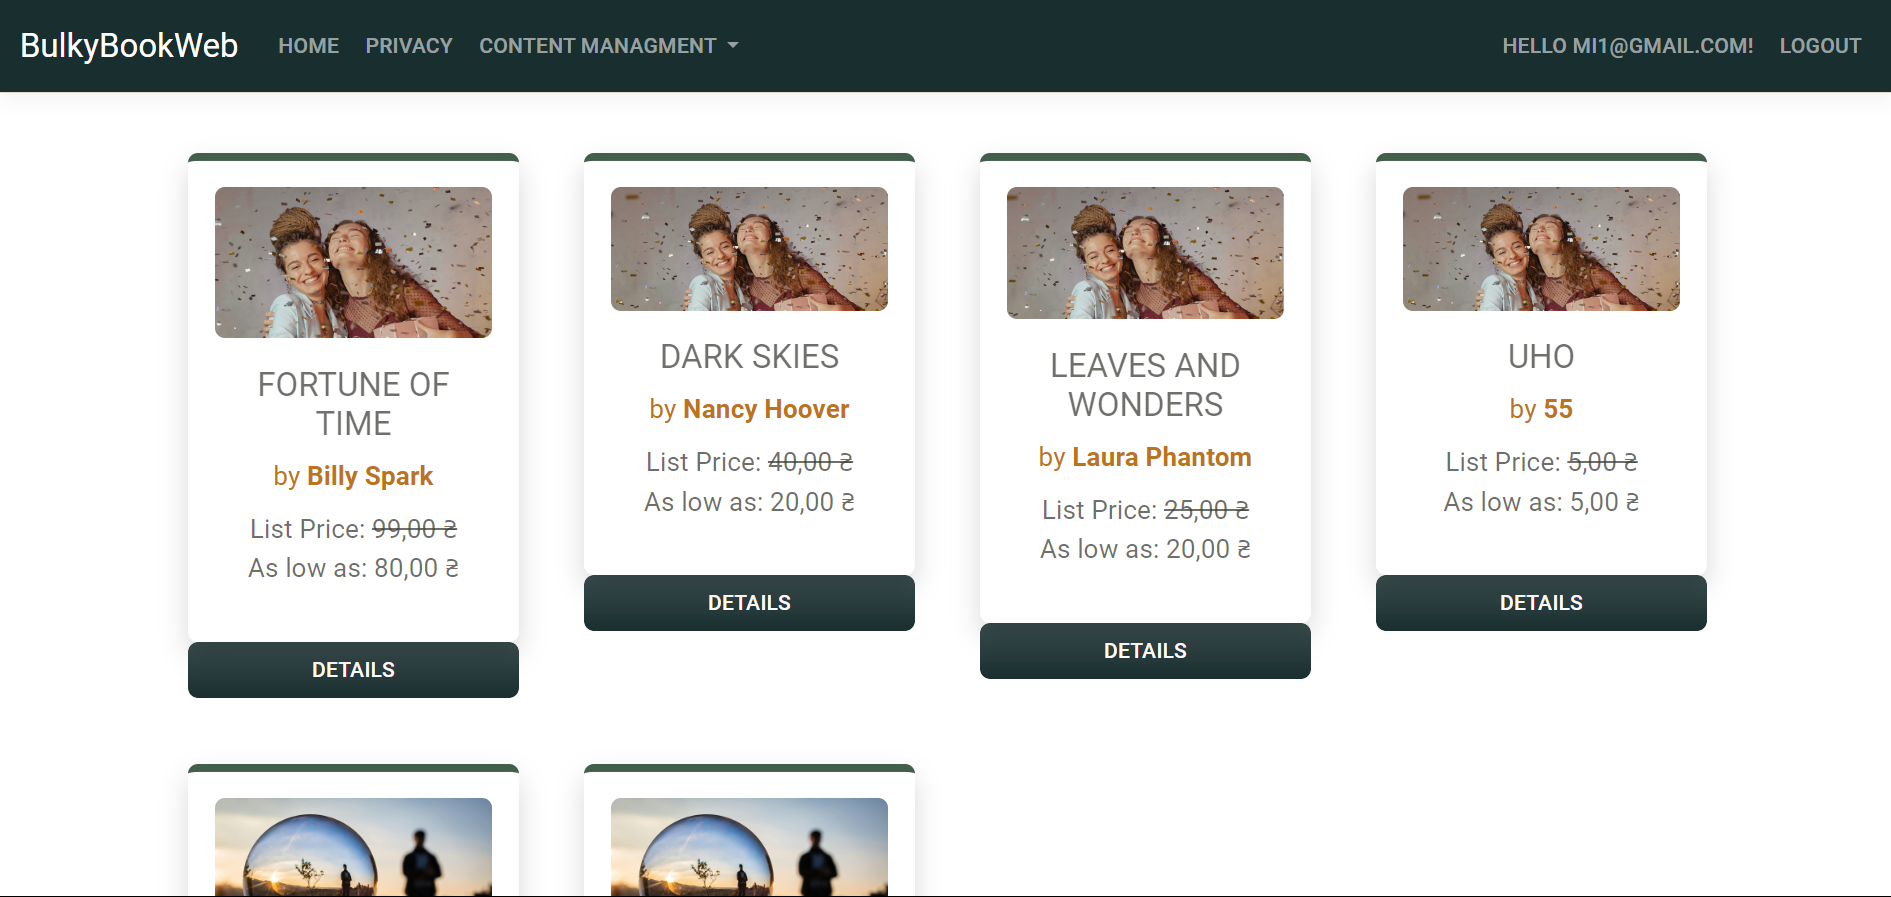 BulkyBookWeb HOME PRIVACY CONTENT MANAGMENT HELLO MI1@GMAIL.COM! LOGOUT
FORTUNE OF
TIME
by Billy Spark
List Price: 99,00 ₴
As low as: 80,00 ₴
DETAILS
DARK SKIES
by Nancy Hoover
List Price: 40,00 ₴
As low as: 20,00 ₴
DETAILS
LEAVES AND
WONDERS
by Laura Phantom
List Price: 25,00 ₴
As low as: 20,00 ₴
DETAILS
UHO
by 55
List Price: 5,00 ₴
As low as: 5,00 ₴
DETAILS